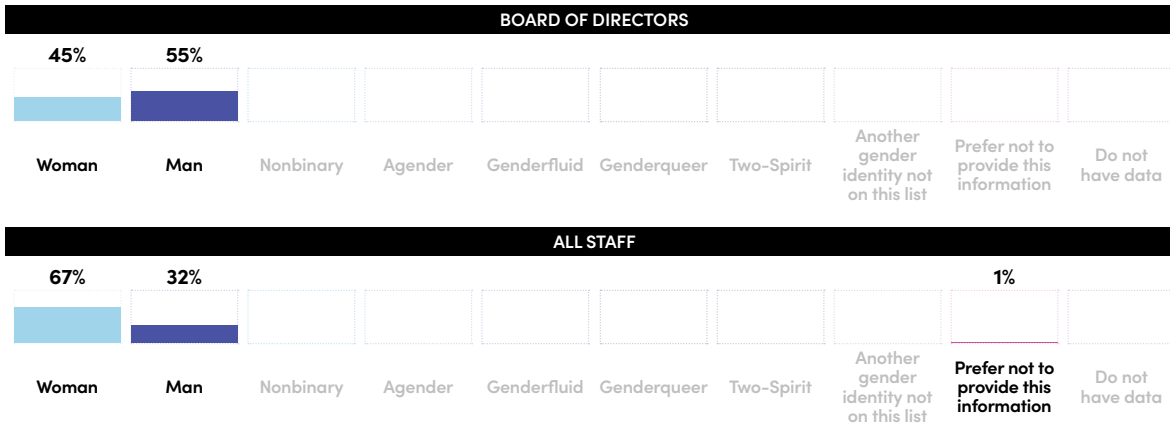 BOARD OF DIRECTORS
45% 55%
Woman Man Nonbinary Agender Genderfluid Genderqueer Two-Spirit Another gender identity not on this list Prefer not to provide this information Do not have data
ALL STAFF
67% 32% 1%
Woman Man Nonbinary Agender Genderfluid Genderqueer Two-Spirit Another gender identity not on this list Prefer not to provide this information Do not have data